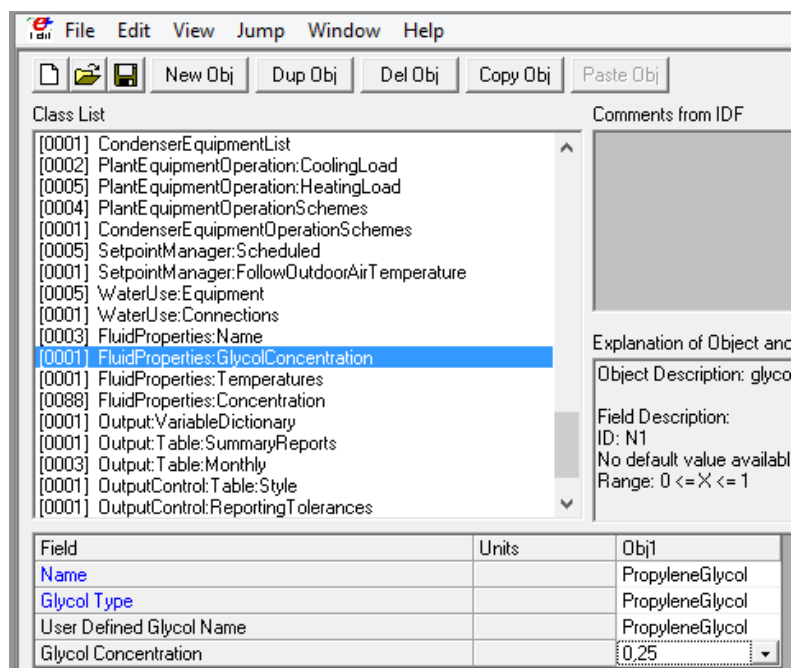 File Edit View Jump Window Help
New Obj Dup Obj Del Obj Copy Obj Paste Obj
Class List
[0001] CondenserEquipmentList
[0002] PlantEquipmentOperation:CoolingLoad
[0005] PlantEquipmentOperation:HeatingLoad
[0004] PlantEquipmentOperationSchemes
[0001] CondenserEquipmentOperationSchemes
[0005] SetpointManager:Scheduled
[0001] SetpointManager:FollowOutdoorAirTemperature
[0005] WaterUse:Equipment
[0001] WaterUse:Connections
[0003] FluidProperties:Name
[0001] FluidProperties:GlycolConcentration
[0001] FluidProperties:Temperatures
[0088] FluidProperties:Concentration
[0001] Output:VariableDictionary
[0001] Output:Table:SummaryReports
[0003] Output:Table:Monthly
[0001] OutputControl:Table:Style
[0001] OutputControl:ReportingTolerances
Comments from IDF
Explanation of Object and
Object Description: glyco
Field Description:
ID: N1
No default value availabl
Range: 0 <= X <= 1
Field Units Obj1
Name PropyleneGlycol
Glycol Type PropyleneGlycol
User Defined Glycol Name PropyleneGlycol
Glycol Concentration 0,25